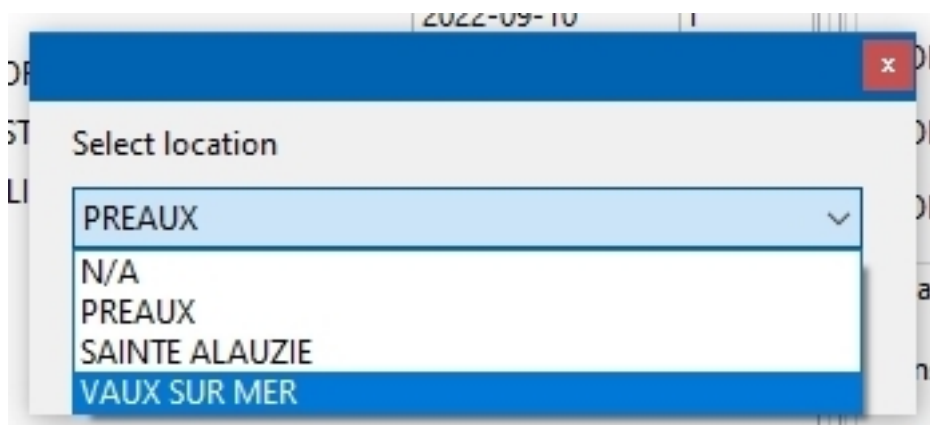 2022-09-10
x
Select location
PREAUX
N/A
PREAUX
SAINTE ALAUZIE
VAUX SUR MER